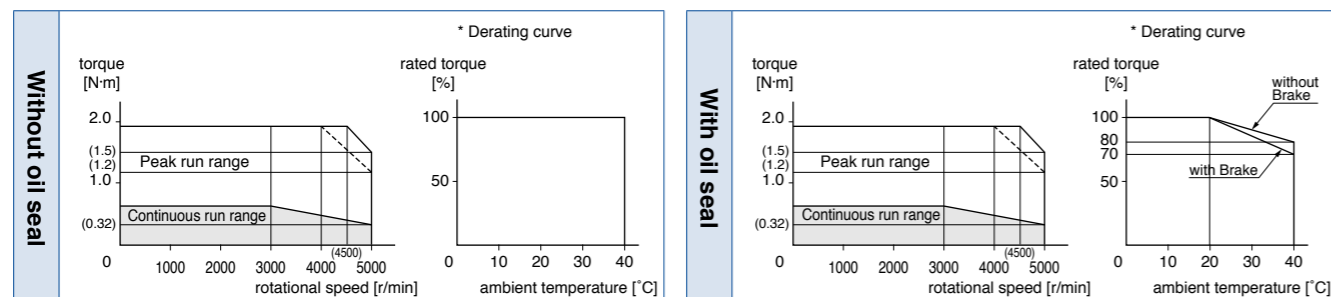 Without oil seal
* Derating curve
torque
[N·m]
2.0
(1.5)
(1.2)
1.0
(0.32)
0
Peak run range
Continuous run range
1000 2000 3000 4000 5000
(4500)
rotational speed [r/min]
rated torque
[%]
100
50
0 10 20 30 40
ambient temperature [˚C]
With oil seal
* Derating curve
torque
[N·m]
2.0
(1.5)
(1.2)
1.0
(0.32)
0
Peak run range
Continuous run range
1000 2000 3000 4000 5000
(4500)
rotational speed [r/min]
rated torque
[%]
without
Brake
100
80
70
50
with Brake
0 10 20 30 40
ambient temperature [˚C]